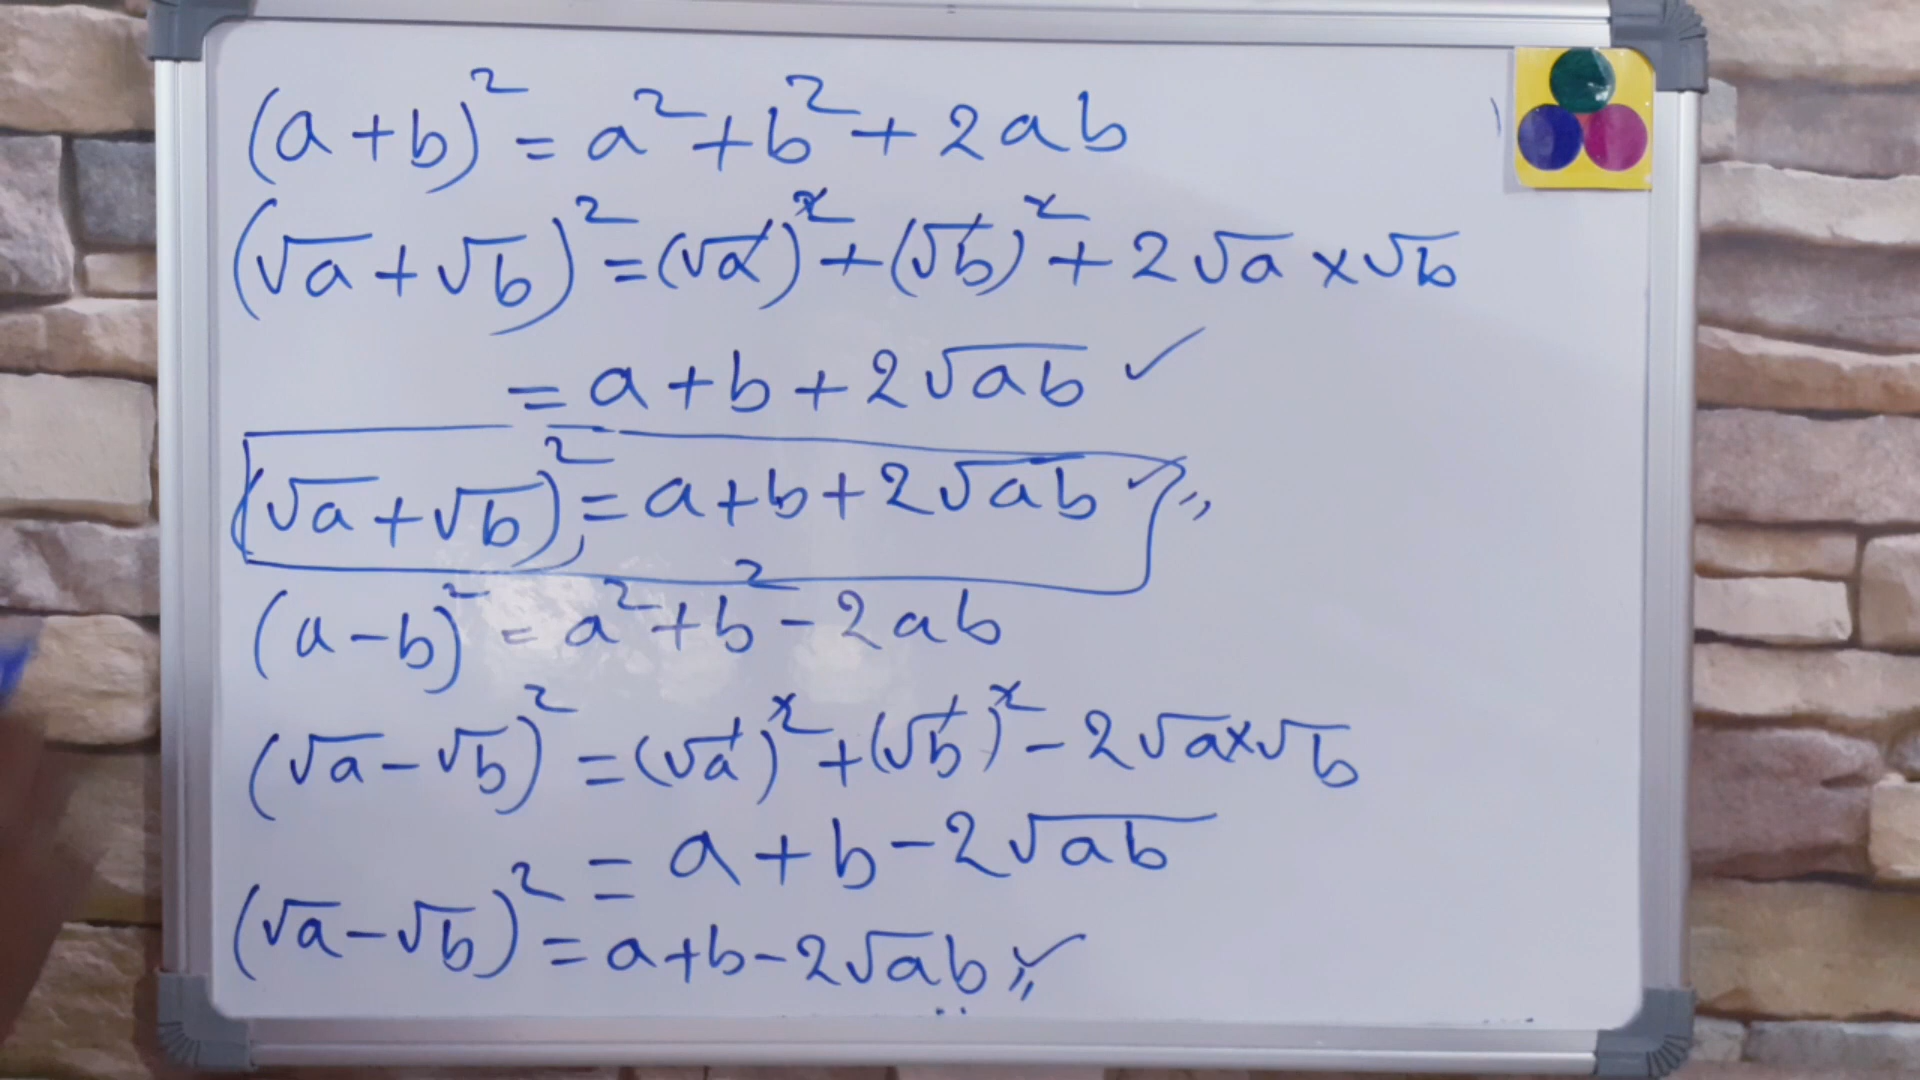 (a+b)² = a²+b²+2ab
(√a+√b)² = (√a)²+(√b)²+2√a×√b
= a+b+2√ab ✓
(√a+√b)² = a+b+2√ab ✓
(a-b)² = a²+b²-2ab
(√a-√b)² = (√a)²+(√b)²-2√a×√b
= a+b-2√ab
(√a-√b)² = a+b-2√ab ✓